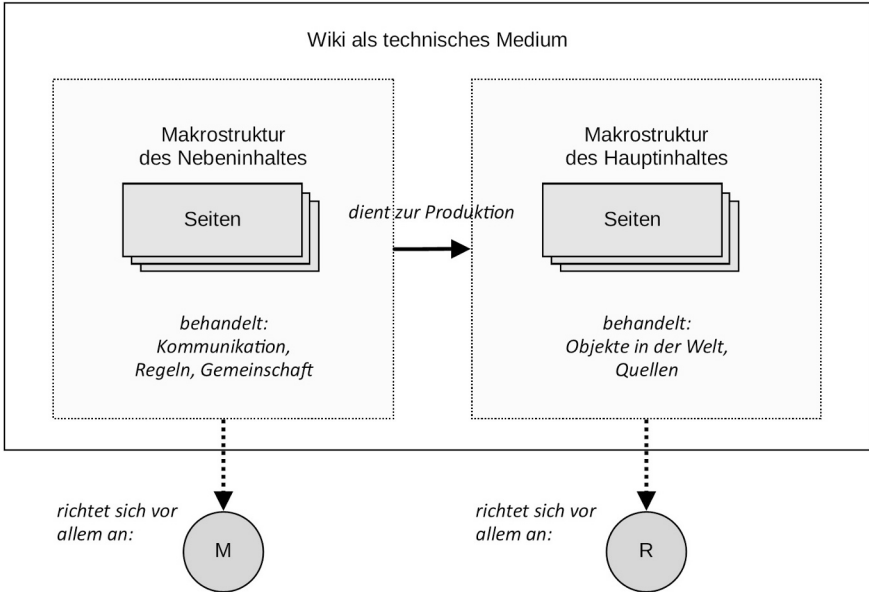 Wiki als technisches Medium
Makrostruktur
des Nebeninhaltes
Seiten
behandelt:
Kommunikation,
Regeln, Gemeinschaft
dient zur Produktion
Makrostruktur
des Hauptinhaltes
Seiten
behandelt:
Objekte in der Welt,
Quellen
richtet sich vor
allem an:
M
richtet sich vor
allem an:
R